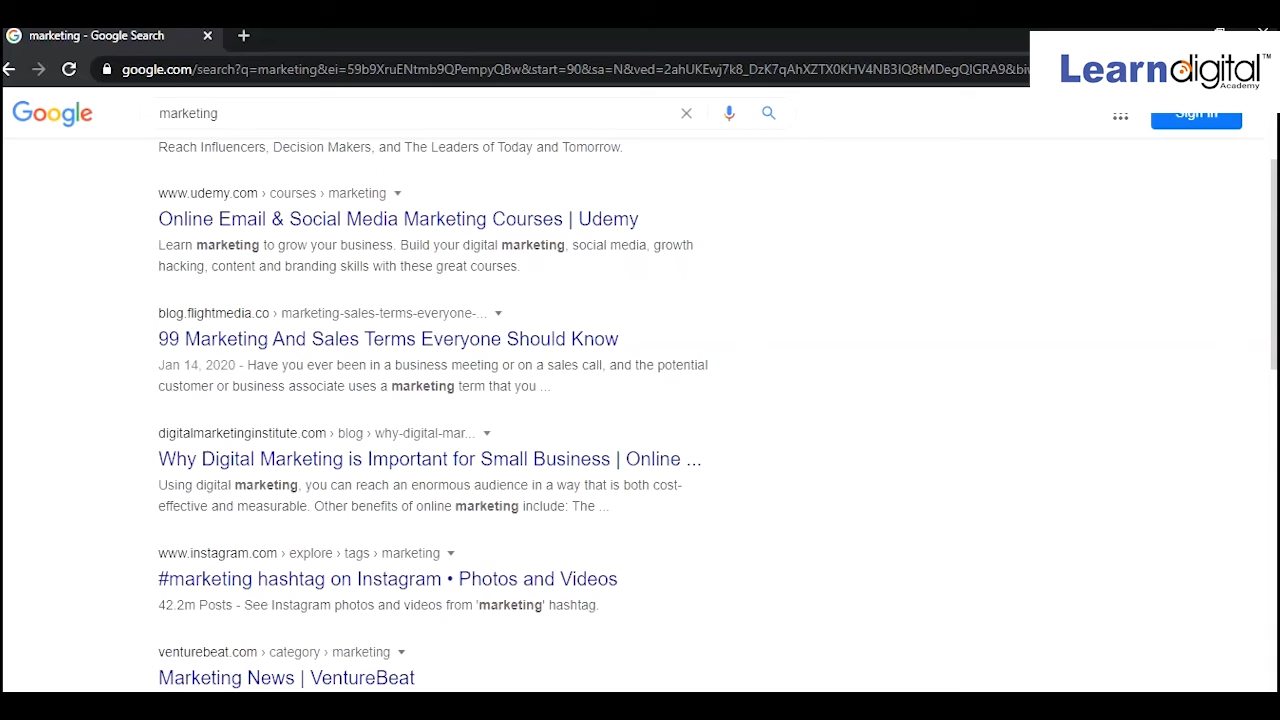 marketing - Google Search
google.com/search?q=marketing&ei=59b9XruENtmb9QPempyQBw&start=90&sa=N&ved=2ahUKEwj7k8_DzK7qAhXZTX0KHV4NB3IQ8tMDegQIGRA9&biw
Learndigital™
Academy
Google
marketing
Sign in
Reach Influencers, Decision Makers, and The Leaders of Today and Tomorrow.
www.udemy.com › courses › marketing
Online Email & Social Media Marketing Courses | Udemy
Learn marketing to grow your business. Build your digital marketing, social media, growth
hacking, content and branding skills with these great courses.
blog.flightmedia.co › marketing-sales-terms-everyone-...
99 Marketing And Sales Terms Everyone Should Know
Jan 14, 2020 - Have you ever been in a business meeting or on a sales call, and the potential
customer or business associate uses a marketing term that you ...
digitalmarketinginstitute.com › blog › why-digital-mar...
Why Digital Marketing is Important for Small Business | Online ...
Using digital marketing, you can reach an enormous audience in a way that is both cost-
effective and measurable. Other benefits of online marketing include: The ...
www.instagram.com › explore › tags › marketing
#marketing hashtag on Instagram • Photos and Videos
42.2m Posts - See Instagram photos and videos from 'marketing' hashtag.
venturebeat.com › category › marketing
Marketing News | VentureBeat